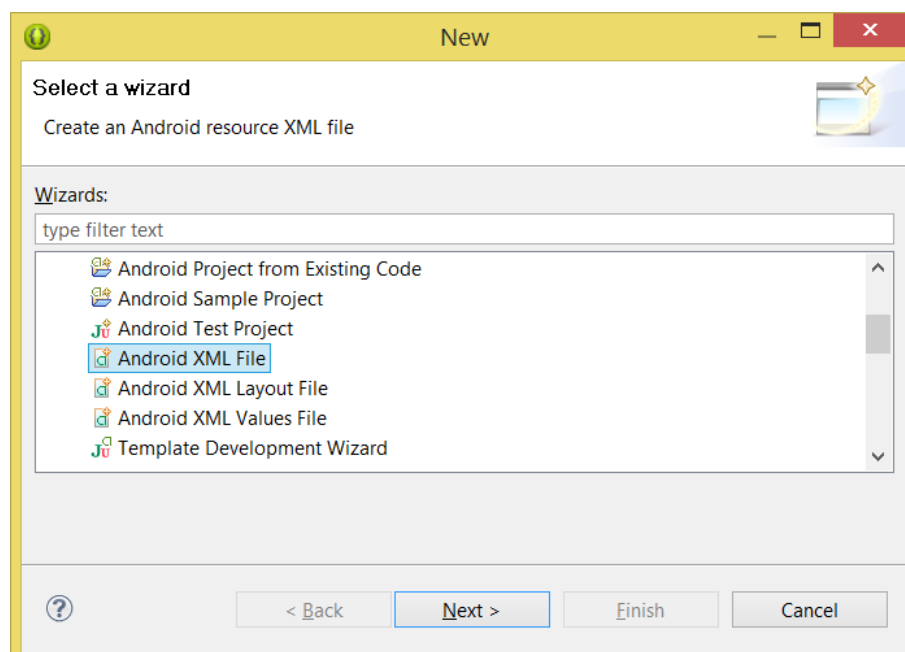 New
Select a wizard
Create an Android resource XML file
Wizards:
type filter text
Android Project from Existing Code
Android Sample Project
Android Test Project
Android XML File
Android XML Layout File
Android XML Values File
Template Development Wizard
< Back Next > Finish Cancel